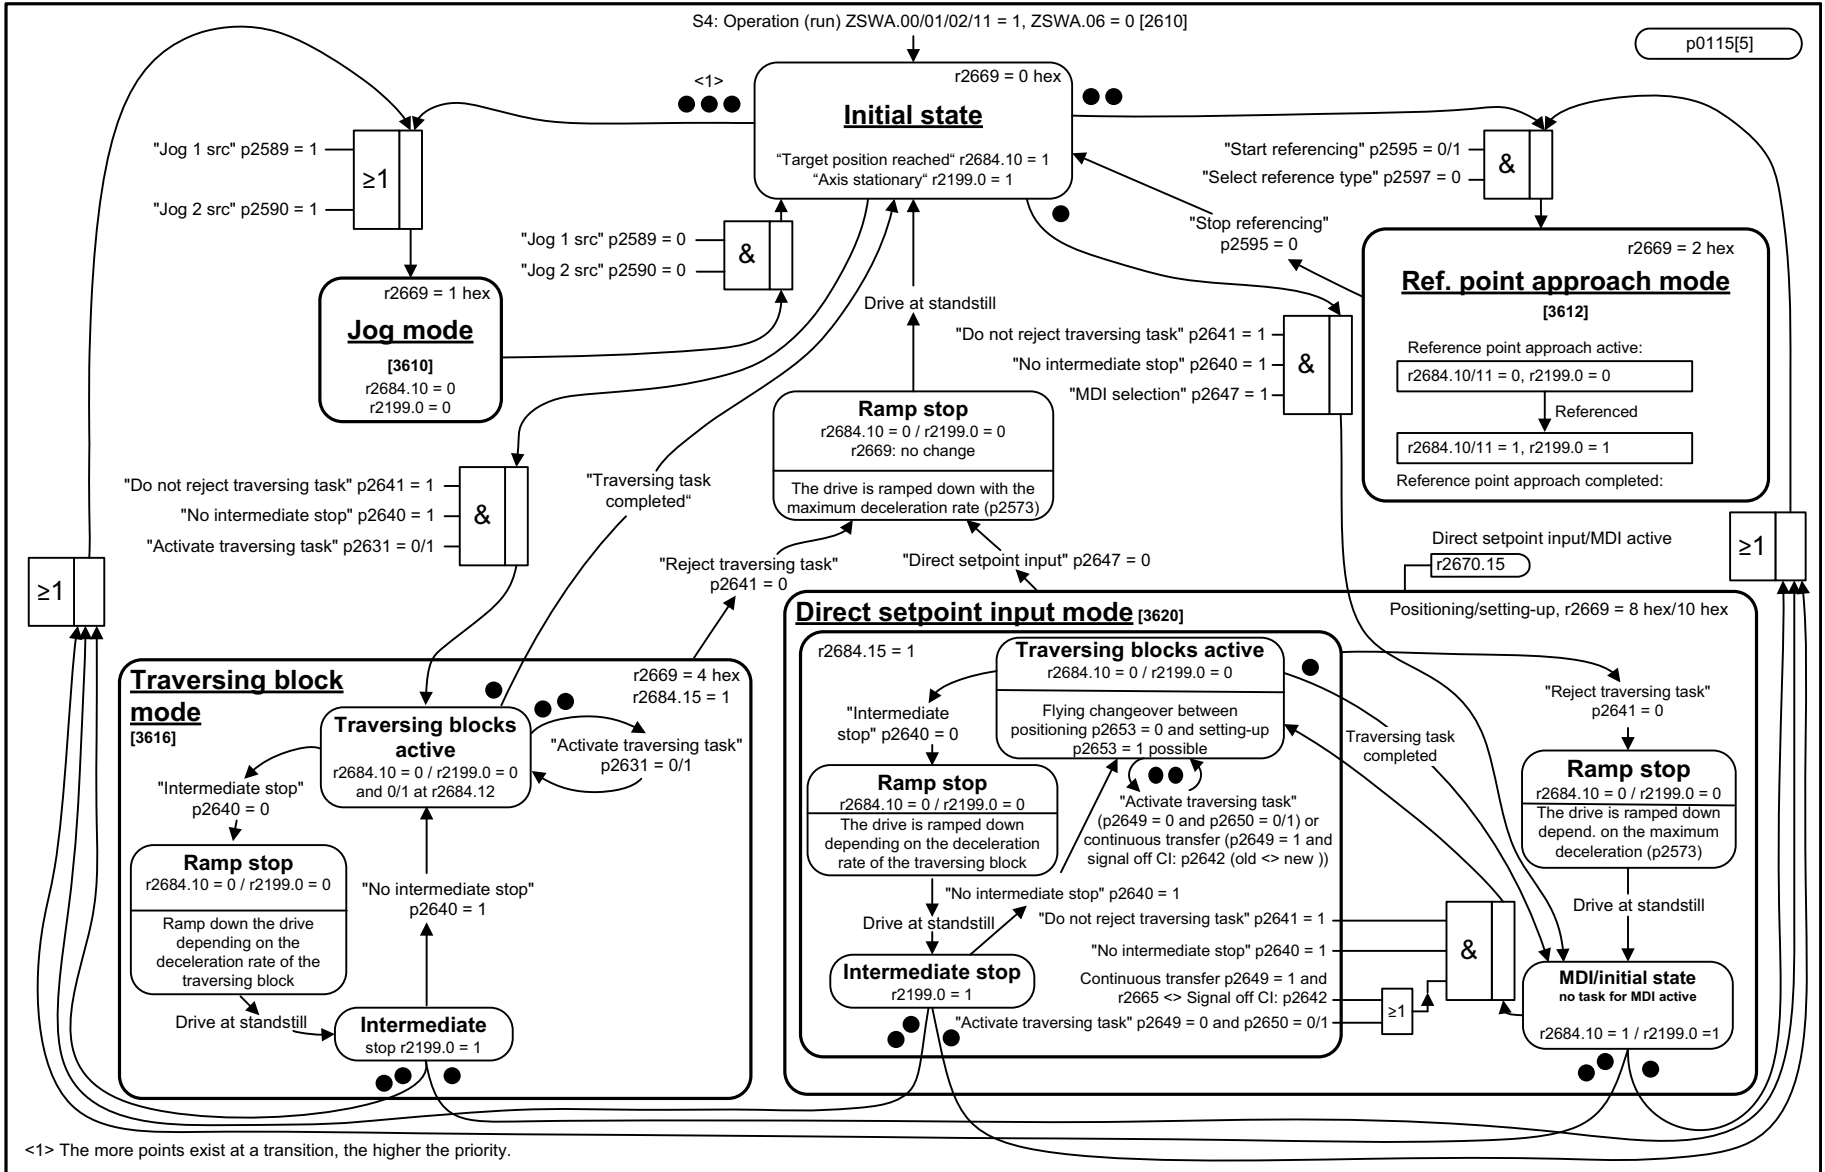 S4: Operation (run) ZSWA.00/01/02/11 = 1, ZSWA.06 = 0 [2610]
p0115[5]
<1>
r2669 = 0 hex
Initial state
“Target position reached“ r2684.10 = 1
“Axis stationary“ r2199.0 = 1
"Jog 1 src" p2589 = 1
≥1
"Jog 2 src" p2590 = 1
"Start referencing" p2595 = 0/1
&
"Select reference type" p2597 = 0
"Jog 1 src" p2589 = 0
&
"Jog 2 src" p2590 = 0
"Stop referencing"
p2595 = 0
r2669 = 1 hex
Jog mode
[3610]
r2684.10 = 0
r2199.0 = 0
Drive at standstill
r2669 = 2 hex
Ref. point approach mode
[3612]
Reference point approach active:
r2684.10/11 = 0, r2199.0 = 0
Referenced
r2684.10/11 = 1, r2199.0 = 1
Reference point approach completed:
"Do not reject traversing task" p2641 = 1
"No intermediate stop" p2640 = 1
&
"MDI selection" p2647 = 1
Ramp stop
r2684.10 = 0 / r2199.0 = 0
r2669: no change
The drive is ramped down with the
maximum deceleration rate (p2573)
"Do not reject traversing task" p2641 = 1
"No intermediate stop" p2640 = 1
&
"Activate traversing task" p2631 = 0/1
"Traversing task
completed“
≥1
"Reject traversing task"
p2641 = 0
"Direct setpoint input" p2647 = 0
Direct setpoint input/MDI active
r2670.15
≥1
Traversing block
mode
[3616]
r2669 = 4 hex
r2684.15 = 1
Traversing blocks
active
r2684.10 = 0 / r2199.0 = 0
and 0/1 at r2684.12
"Activate traversing task"
p2631 = 0/1
"Intermediate stop"
p2640 = 0
Ramp stop
r2684.10 = 0 / r2199.0 = 0
Ramp down the drive
depending on the
deceleration rate of the
traversing block
"No intermediate stop"
p2640 = 1
Drive at standstill
Intermediate
stop r2199.0 = 1
Direct setpoint input mode [3620]
Positioning/setting-up, r2669 = 8 hex/10 hex
r2684.15 = 1
Traversing blocks active
r2684.10 = 0 / r2199.0 = 0
Flying changeover between
positioning p2653 = 0 and setting-up
p2653 = 1 possible
"Intermediate
stop" p2640 = 0
Ramp stop
r2684.10 = 0 / r2199.0 = 0
The drive is ramped down
depending on the deceleration
rate of the traversing block
"Activate traversing task"
(p2649 = 0 and p2650 = 0/1) or
continuous transfer (p2649 = 1 and
signal off CI: p2642 (old <> new ))
"No intermediate stop" p2640 = 1
Drive at standstill
Intermediate stop
r2199.0 = 1
Traversing task
completed
"Reject traversing task"
p2641 = 0
Ramp stop
r2684.10 = 0 / r2199.0 = 0
The drive is ramped down
depend. on the maximum
deceleration (p2573)
Drive at standstill
"Do not reject traversing task" p2641 = 1
"No intermediate stop" p2640 = 1
&
Continuous transfer p2649 = 1 and
r2665 <> Signal off CI: p2642
≥1
"Activate traversing task" p2649 = 0 and p2650 = 0/1
MDI/initial state
no task for MDI active
r2684.10 = 1 / r2199.0 =1
<1> The more points exist at a transition, the higher the priority.